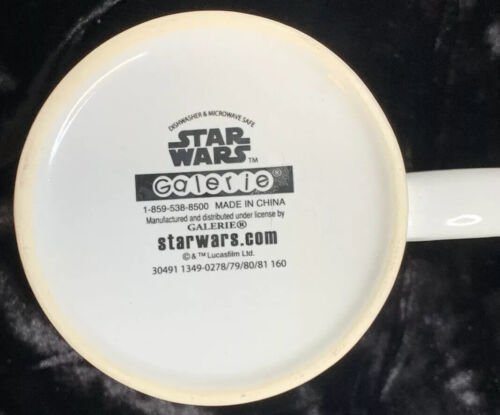 DISHWASHER & MICROWAVE SAFE
STAR
WARS™
Galerie®
1-859-538-8500 MADE IN CHINA
Manufactured and distributed under license by
GALERIE®
starwars.com
© & ™ Lucasfilm Ltd.
30491 1349-0278/79/80/81 160